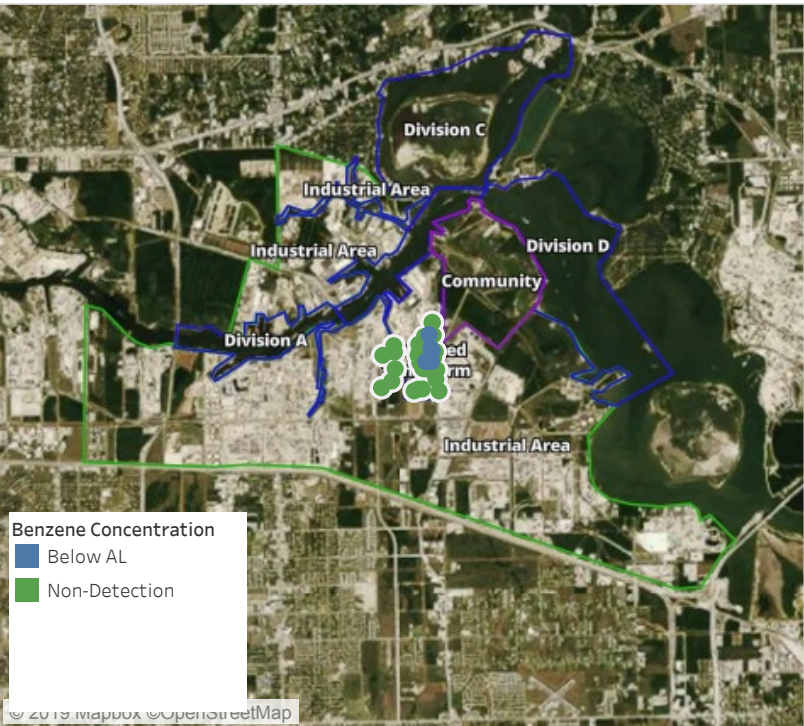 Division C
Industrial Area
Division D
Industrial Area
Community
Division A
Industrial Area
Benzene Concentration
Below AL
Non-Detection
© 2019 Mapbox ©OpenStreetMap